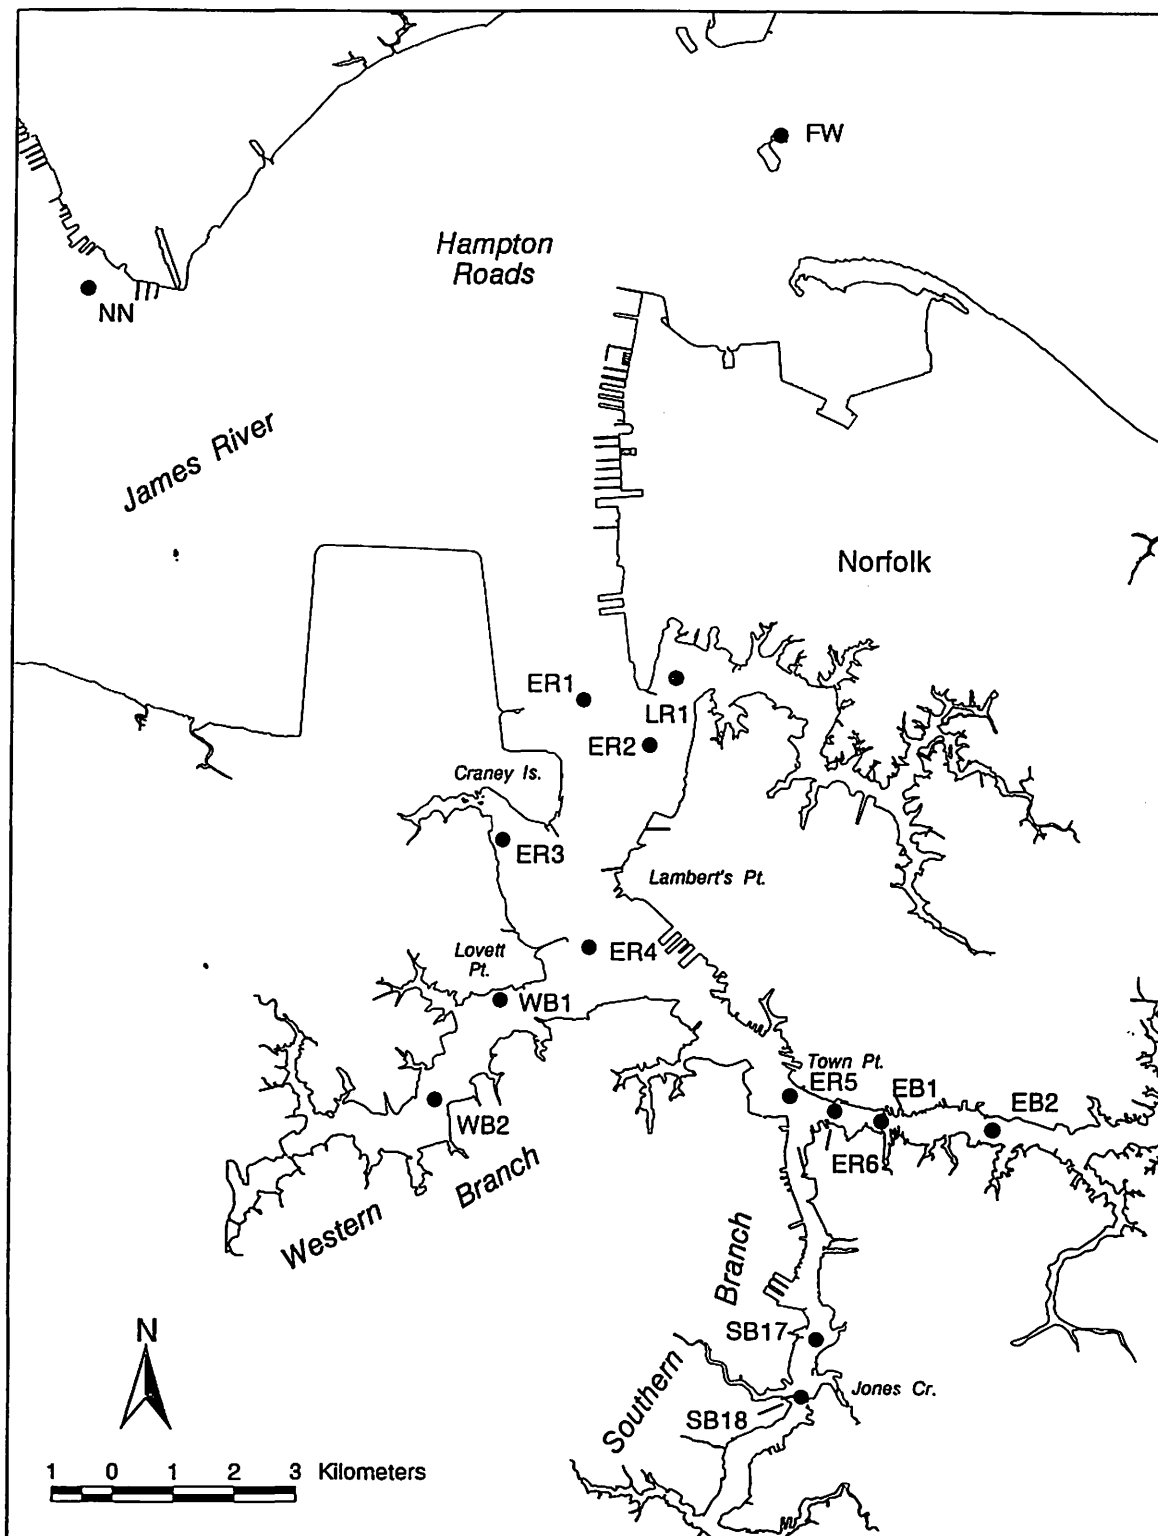 FW
Hampton
Roads
NN
James River
Norfolk
ER1
LR1
ER2
Craney Is.
ER3
Lambert's Pt.
Lovett
Pt.
ER4
WB1
Town Pt.
ER5
EB1
EB2
WB2
ER6
Western Branch
Southern Branch
SB17
Jones Cr.
SB18
N
1 0 1 2 3 Kilometers